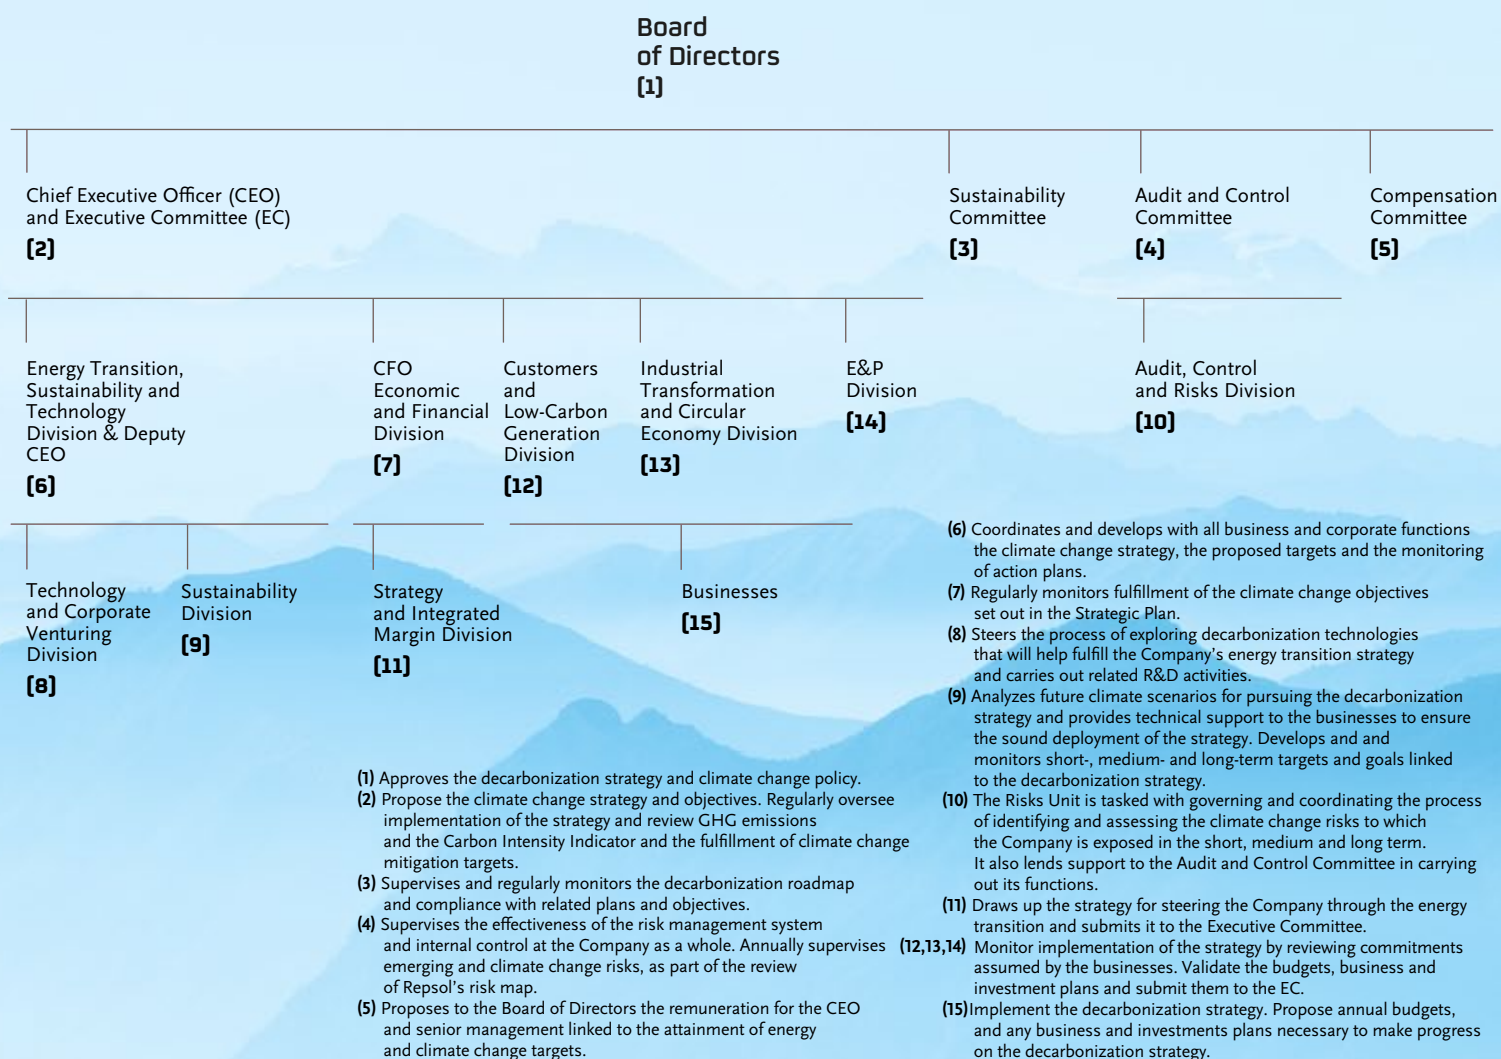 Board
of Directors
(1)
Chief Executive Officer (CEO)
and Executive Committee (EC)
(2)
Sustainability
Committee
(3)
Audit and Control
Committee
(4)
Compensation
Committee
(5)
Energy Transition,
Sustainability and
Technology
Division & Deputy
CEO
(6)
CFO
Economic
and Financial
Division
(7)
Customers
and
Low-Carbon
Generation
Division
(12)
Industrial
Transformation
and Circular
Economy Division
(13)
E&P
Division
(14)
Audit, Control
and Risks Division
(10)
Technology
and Corporate
Venturing
Division
(8)
Sustainability
Division
(9)
Strategy
and Integrated
Margin Division
(11)
Businesses
(15)
(1) Approves the decarbonization strategy and climate change policy.
(2) Propose the climate change strategy and objectives. Regularly oversee
implementation of the strategy and review GHG emissions
and the Carbon Intensity Indicator and the fulfillment of climate change
mitigation targets.
(3) Supervises and regularly monitors the decarbonization roadmap
and compliance with related plans and objectives.
(4) Supervises the effectiveness of the risk management system
and internal control at the Company as a whole. Annually supervises
emerging and climate change risks, as part of the review
of Repsol's risk map.
(5) Proposes to the Board of Directors the remuneration for the CEO
and senior management linked to the attainment of energy
and climate change targets.
(6) Coordinates and develops with all business and corporate functions
the climate change strategy, the proposed targets and the monitoring
of action plans.
(7) Regularly monitors fulfillment of the climate change objectives
set out in the Strategic Plan.
(8) Steers the process of exploring decarbonization technologies
that will help fulfill the Company's energy transition strategy
and carries out related R&D activities.
(9) Analyzes future climate scenarios for pursuing the decarbonization
strategy and provides technical support to the businesses to ensure
the sound deployment of the strategy. Develops and and
monitors short-, medium- and long-term targets and goals linked
to the decarbonization strategy.
(10) The Risks Unit is tasked with governing and coordinating the process
of identifying and assessing the climate change risks to which
the Company is exposed in the short, medium and long term.
It also lends support to the Audit and Control Committee in carrying
out its functions.
(11) Draws up the strategy for steering the Company through the energy
transition and submits it to the Executive Committee.
(12,13,14) Monitor implementation of the strategy by reviewing commitments
assumed by the businesses. Validate the budgets, business and
investment plans and submit them to the EC.
(15) Implement the decarbonization strategy. Propose annual budgets,
and any business and investments plans necessary to make progress
on the decarbonization strategy.